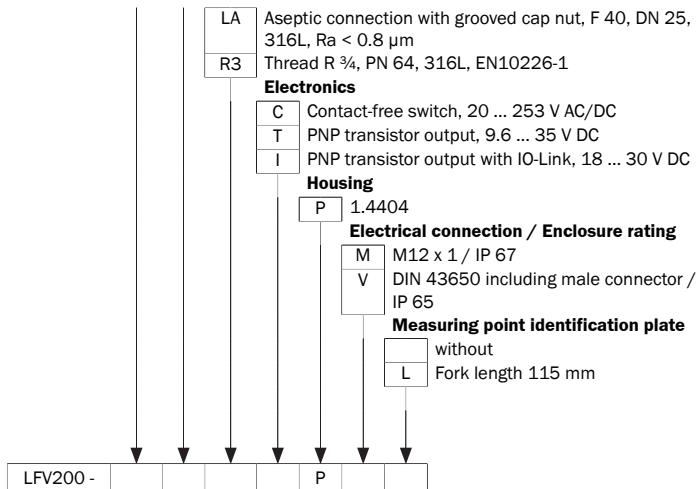 LA Aseptic connection with grooved cap nut, F 40, DN 25,
316L, Ra < 0.8 µm
R3 Thread R ¾, PN 64, 316L, EN10226-1
Electronics
C Contact-free switch, 20 ... 253 V AC/DC
T PNP transistor output, 9.6 ... 35 V DC
I PNP transistor output with IO-Link, 18 ... 30 V DC
Housing
P 1.4404
Electrical connection / Enclosure rating
M M12 x 1 / IP 67
V DIN 43650 including male connector /
IP 65
Measuring point identification plate
without
L Fork length 115 mm
LFV200 - P